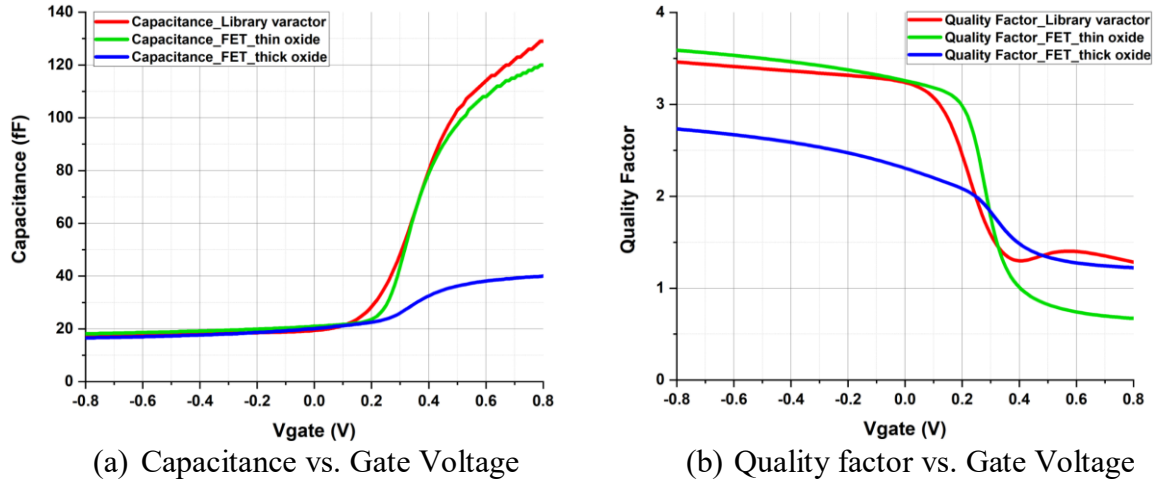 Capacitance_Library varactor
Capacitance_FET_thin oxide
Capacitance_FET_thick oxide
Capacitance (fF)
140
120
100
80
60
40
20
0
-0.8 -0.6 -0.4 -0.2 0.0 0.2 0.4 0.6 0.8
Vgate (V)
(a) Capacitance vs. Gate Voltage
Quality Factor_Library varactor
Quality Factor_FET_thin oxide
Quality Factor_FET_thick oxide
Quality Factor
4
3
2
1
0
-0.8 -0.6 -0.4 -0.2 0.0 0.2 0.4 0.6 0.8
Vgate (V)
(b) Quality factor vs. Gate Voltage